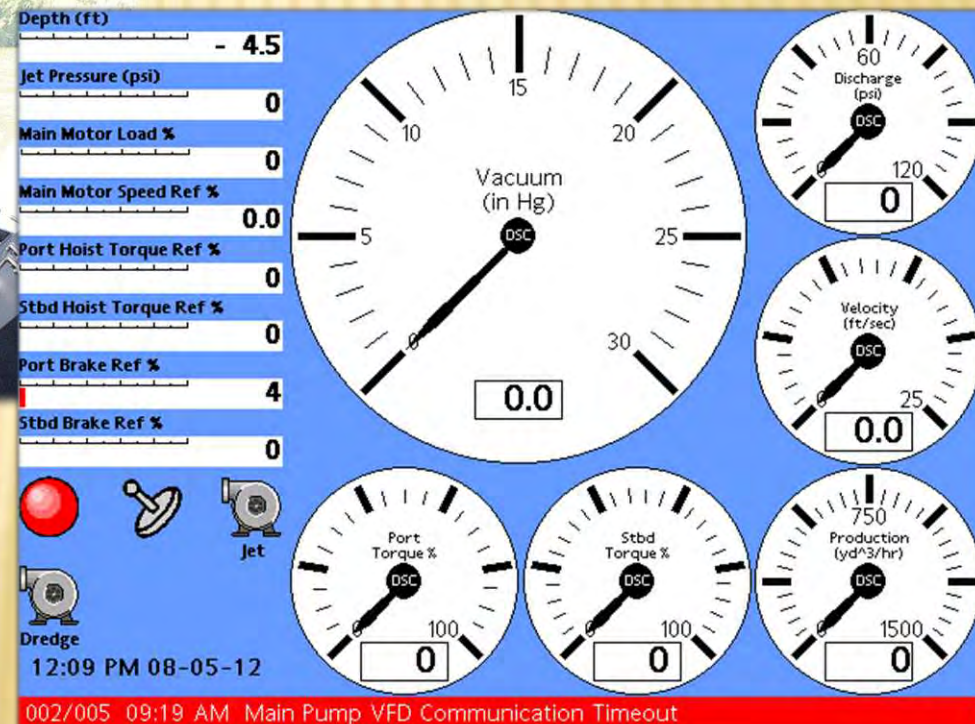 Depth (ft)
- 4.5
Jet Pressure (psi)
0
Main Motor Load %
0
Main Motor Speed Ref %
0.0
Port Hoist Torque Ref %
0
Stbd Hoist Torque Ref %
0
Port Brake Ref %
4
Stbd Brake Ref %
0
Jet
Dredge
12:09 PM 08-05-12
15
10
20
Vacuum
(in Hg)
DSC
5
25
0
30
0.0
60
Discharge
(psi)
DSC
0
120
0
Velocity
(ft/sec)
DSC
0
25
0.0
Port
Torque %
DSC
0
100
0
Stbd
Torque %
DSC
0
100
0
750
Production
(yd^3/hr)
DSC
0
1500
0
002/005 09:19 AM Main Pump VFD Communication Timeout